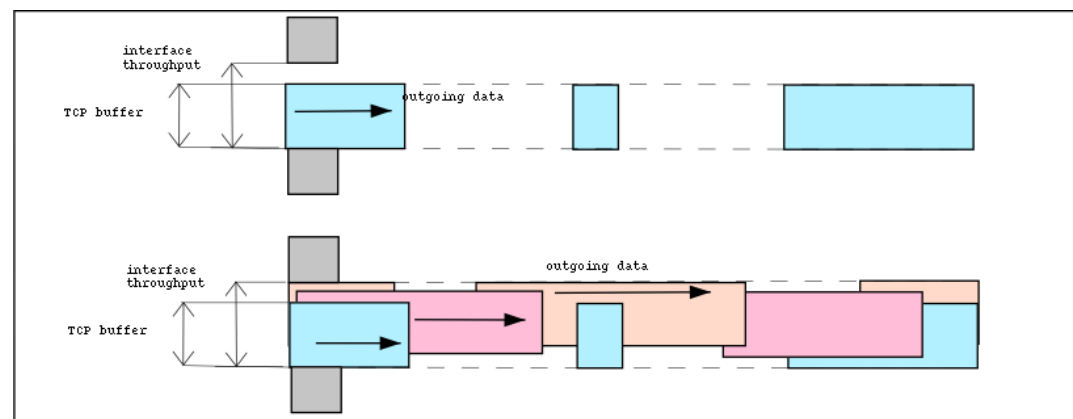 interface
throughput
TCP buffer
outgoing data
outgoing data
interface
throughput
TCP buffer